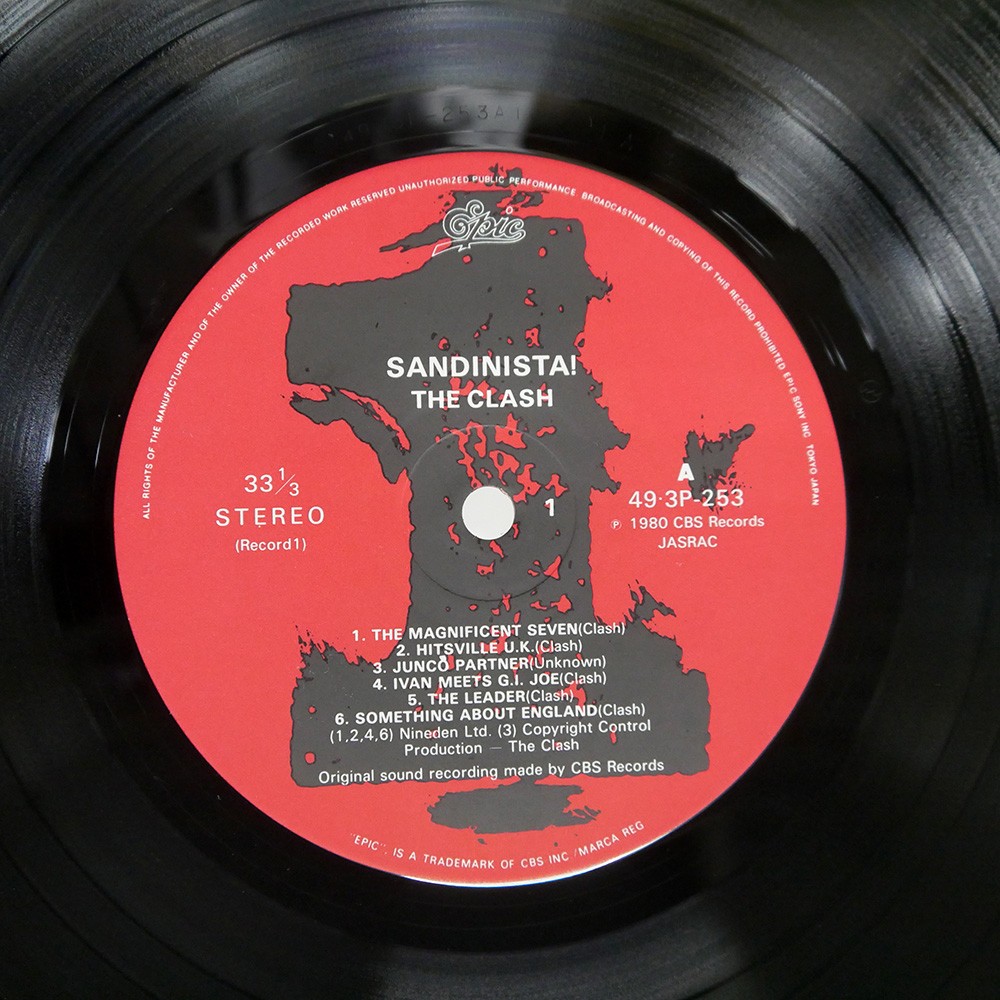 -253A1
ALL RIGHTS OF THE MANUFACTURER AND OF THE OWNER OF THE RECORDED WORK RESERVED UNAUTHORIZED PUBLIC PERFORMANCE BROADCASTING AND COPYING OF THIS RECORD PROHIBITED EPIC SONY INC. TOKYO JAPAN
Epic
SANDINISTA!
THE CLASH
33 1/3
STEREO
(Record1)
1
A
49·3P-253
℗ 1980 CBS Records
JASRAC
1. THE MAGNIFICENT SEVEN(Clash)
2. HITSVILLE U.K.(Clash)
3. JUNCO PARTNER(Unknown)
4. IVAN MEETS G.I. JOE(Clash)
5. THE LEADER(Clash)
6. SOMETHING ABOUT ENGLAND(Clash)
(1,2,4,6) Nineden Ltd. (3) Copyright Control
Production — The Clash
Original sound recording made by CBS Records
"EPIC", IS A TRADEMARK OF CBS INC /MARCA REG